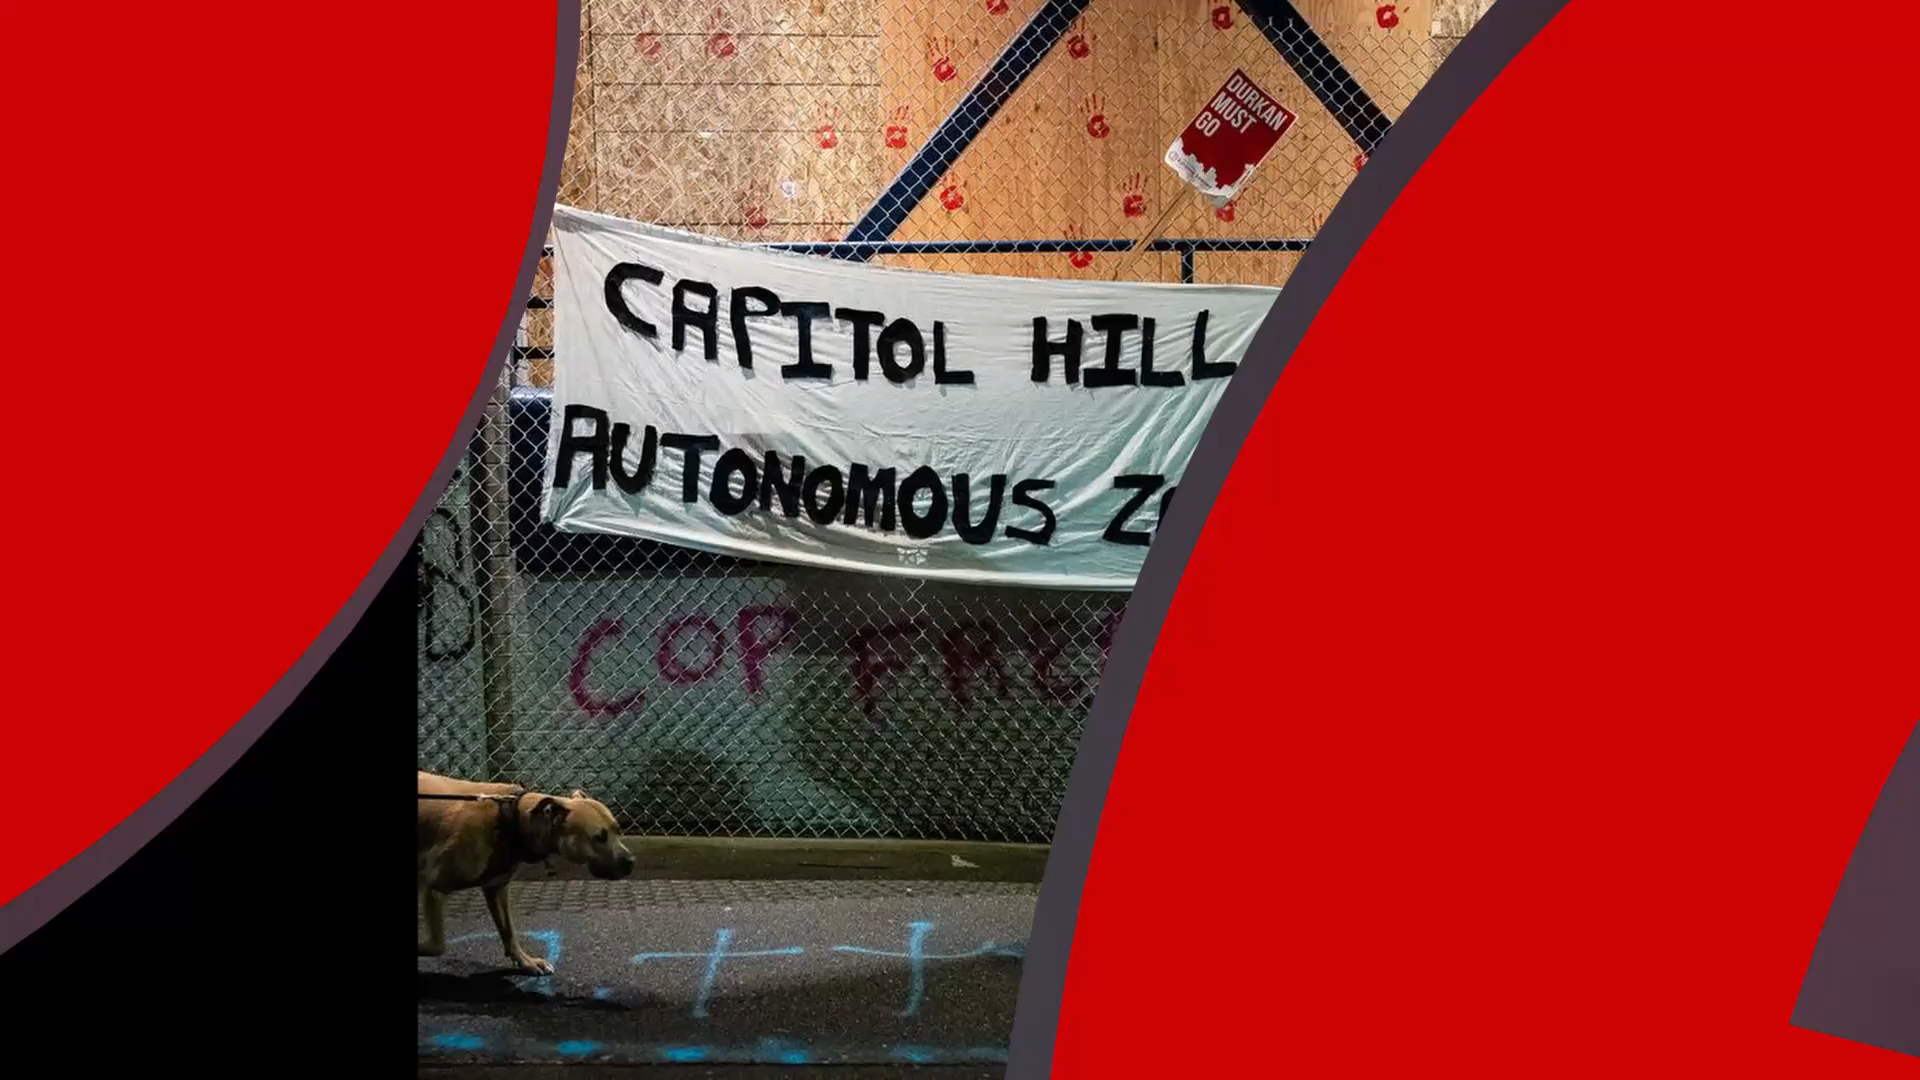 DURKAN
MUST
GO
CAPITOL HILL
AUTONOMOUS
COP